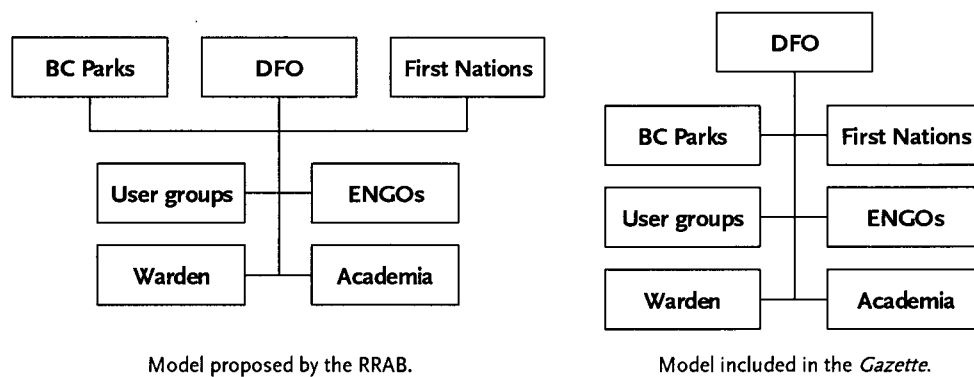 BC Parks
DFO
First Nations
User groups
ENGOs
Warden
Academia
Model proposed by the RRAB.
DFO
BC Parks
First Nations
User groups
ENGOs
Warden
Academia
Model included in the Gazette.